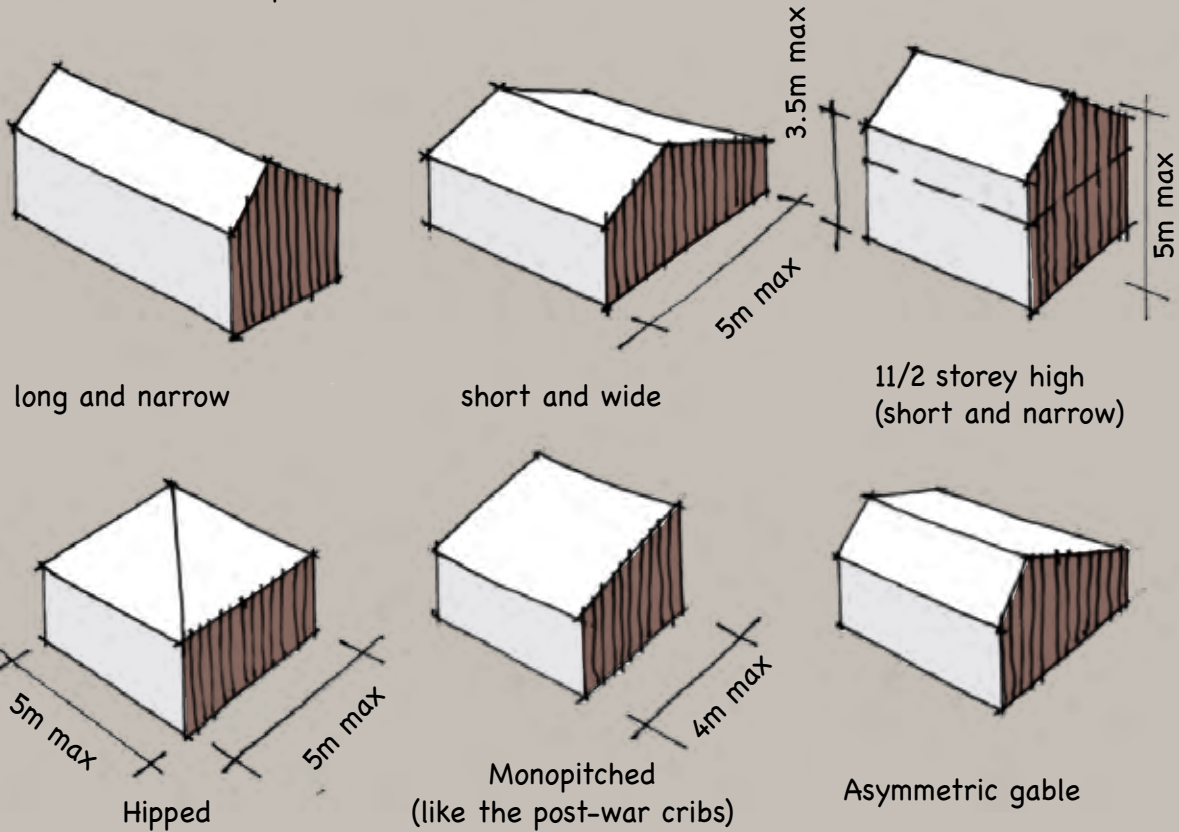 3.5m max
5m max
5m max
long and narrow
short and wide
11/2 storey high
(short and narrow)
5m max
5m max
4m max
Hipped
Monopitched
(like the post-war cribs)
Asymmetric gable